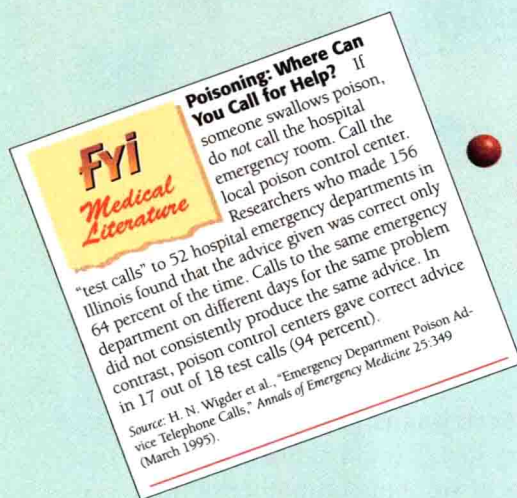 Poisoning: Where Can
You Call for Help? If
someone swallows poison,
do not call the hospital
emergency room. Call the
local poison control center.
Researchers who made 156
"test calls" to 52 hospital emergency departments in
Illinois found that the advice given was correct only
64 percent of the time. Calls to the same emergency
department on different days for the same problem
did not consistently produce the same advice. In
contrast, poison control centers gave correct advice
in 17 out of 18 test calls (94 percent).
Source: H. N. Wigder et al., "Emergency Department Poison Ad-
vice Telephone Calls," Annals of Emergency Medicine 25:349
(March 1995).
FYI
Medical
Literature